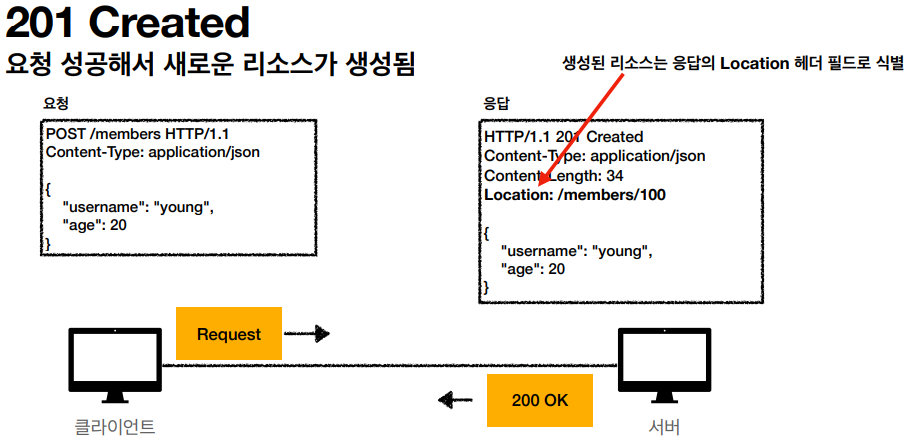 201 Created
요청 성공해서 새로운 리소스가 생성됨
생성된 리소스는 응답의 Location 헤더 필드로 식별
요청
POST /members HTTP/1.1
Content-Type: application/json
{
"username": "young",
"age": 20
}
응답
HTTP/1.1 201 Created
Content-Type: application/json
Content-Length: 34
Location: /members/100
{
"username": "young",
"age": 20
}
Request
200 OK
클라이언트
서버